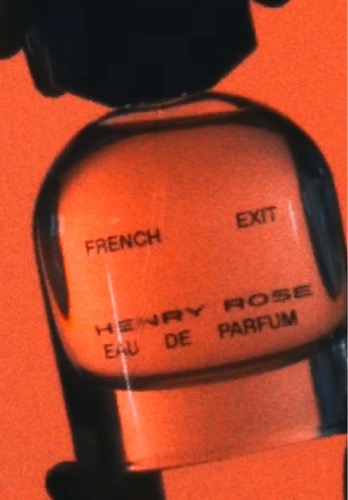 FRENCH EXIT
HENRY ROSE
EAU DE PARFUM